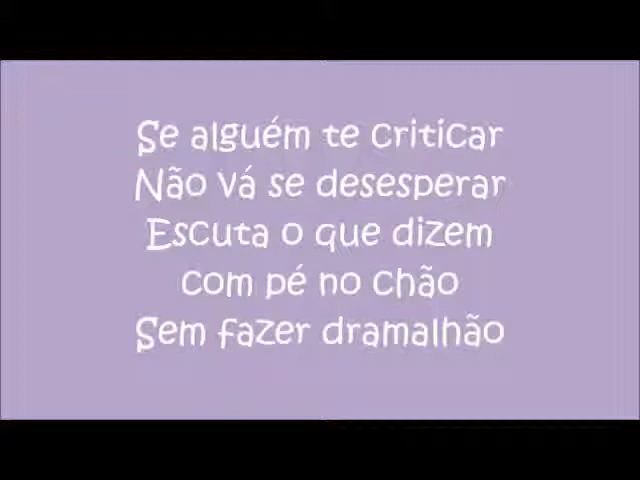 Se alguém te criticar
Não vá se desesperar
Escuta o que dizem
com pé no chão
Sem fazer dramalhão